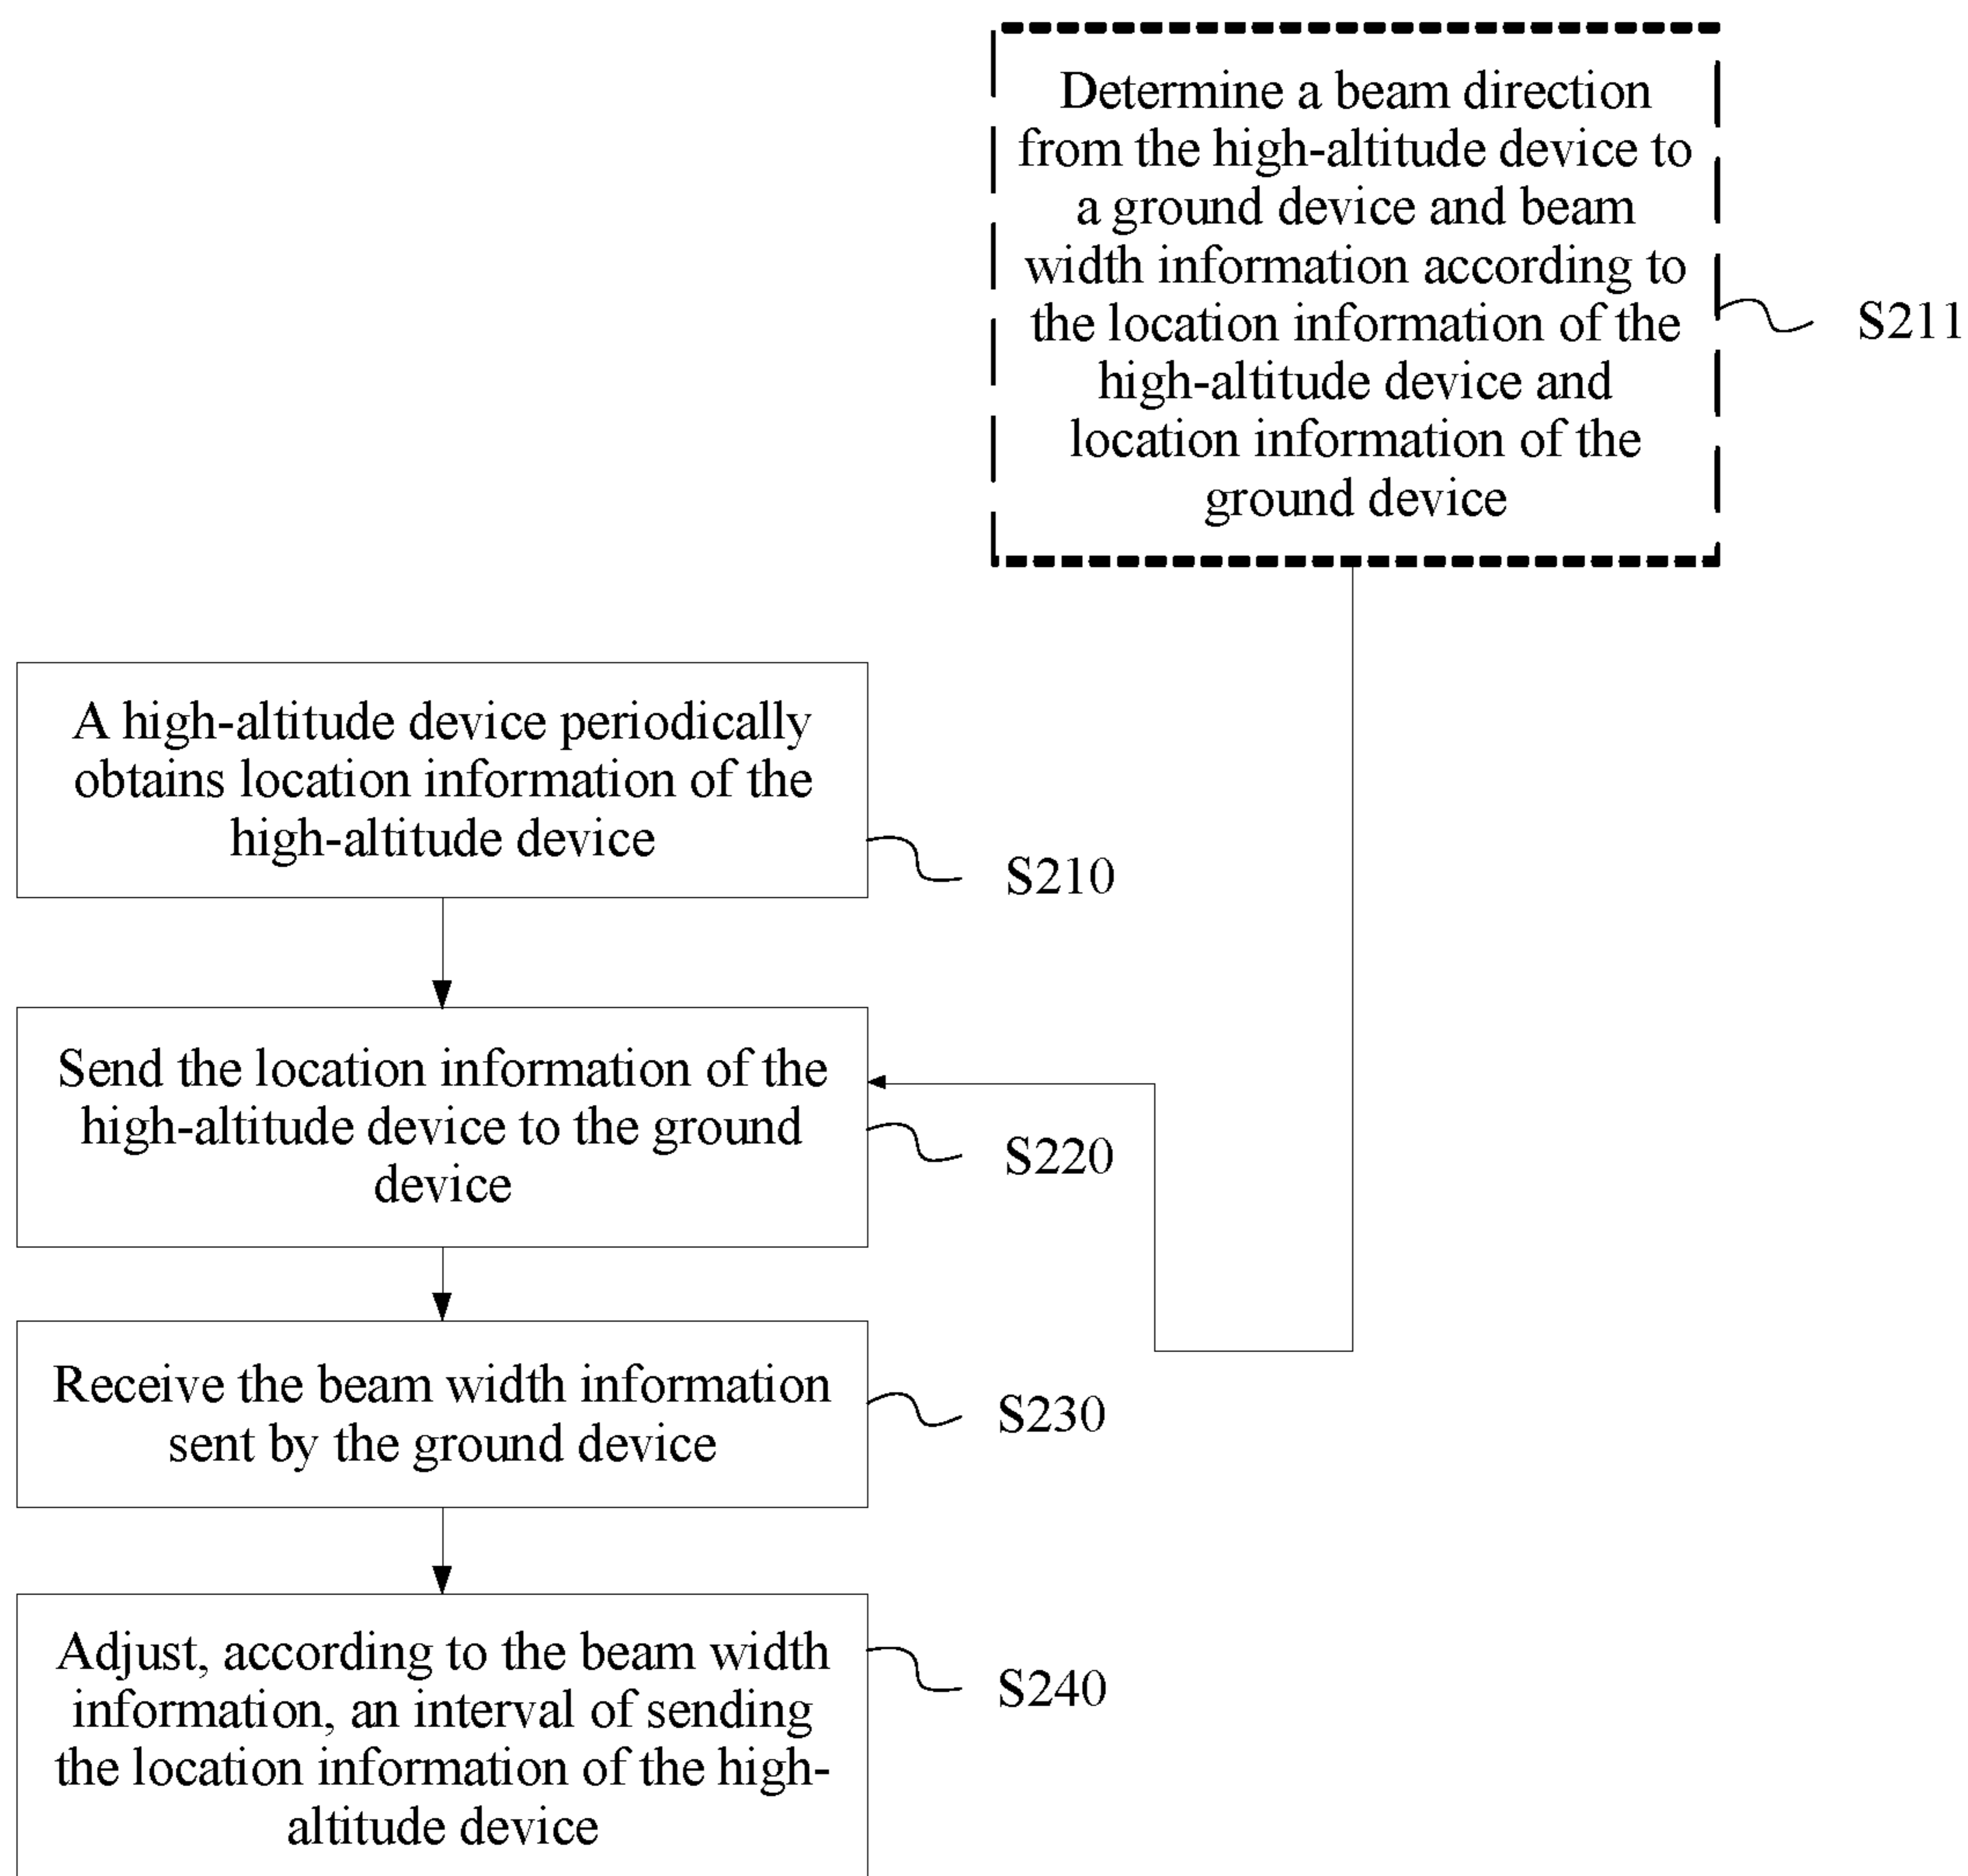 Determine a beam direction
from the high-altitude device to
a ground device and beam
width information according to
the location information of the
high-altitude device and
location information of the
ground device
S211
A high-altitude device periodically
obtains location information of the
high-altitude device
S210
Send the location information of the
high-altitude device to the ground
device
S220
Receive the beam width information
sent by the ground device
S230
Adjust, according to the beam width
information, an interval of sending
the location information of the high-
altitude device
S240